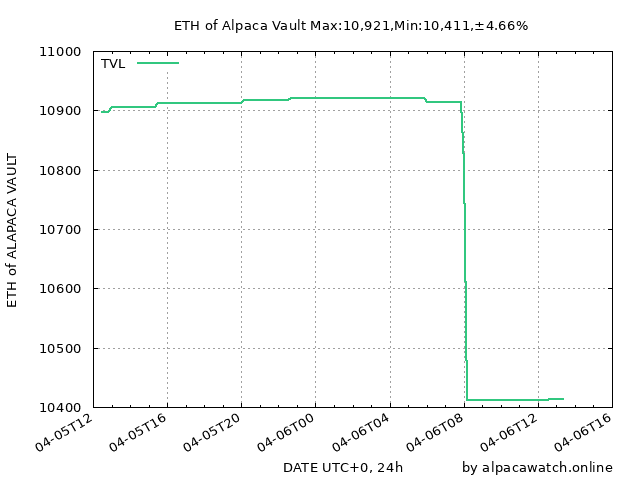 ETH of Alpaca Vault Max:10,921,Min:10,411,±4.66%
11000
TVL
10900
10800
10700
10600
10500
10400
ETH of ALAPACA VAULT
04-05T12
04-05T16
04-05T20
04-06T00
04-06T04
04-06T08
04-06T12
04-06T16
DATE UTC+0, 24h
by alpacawatch.online